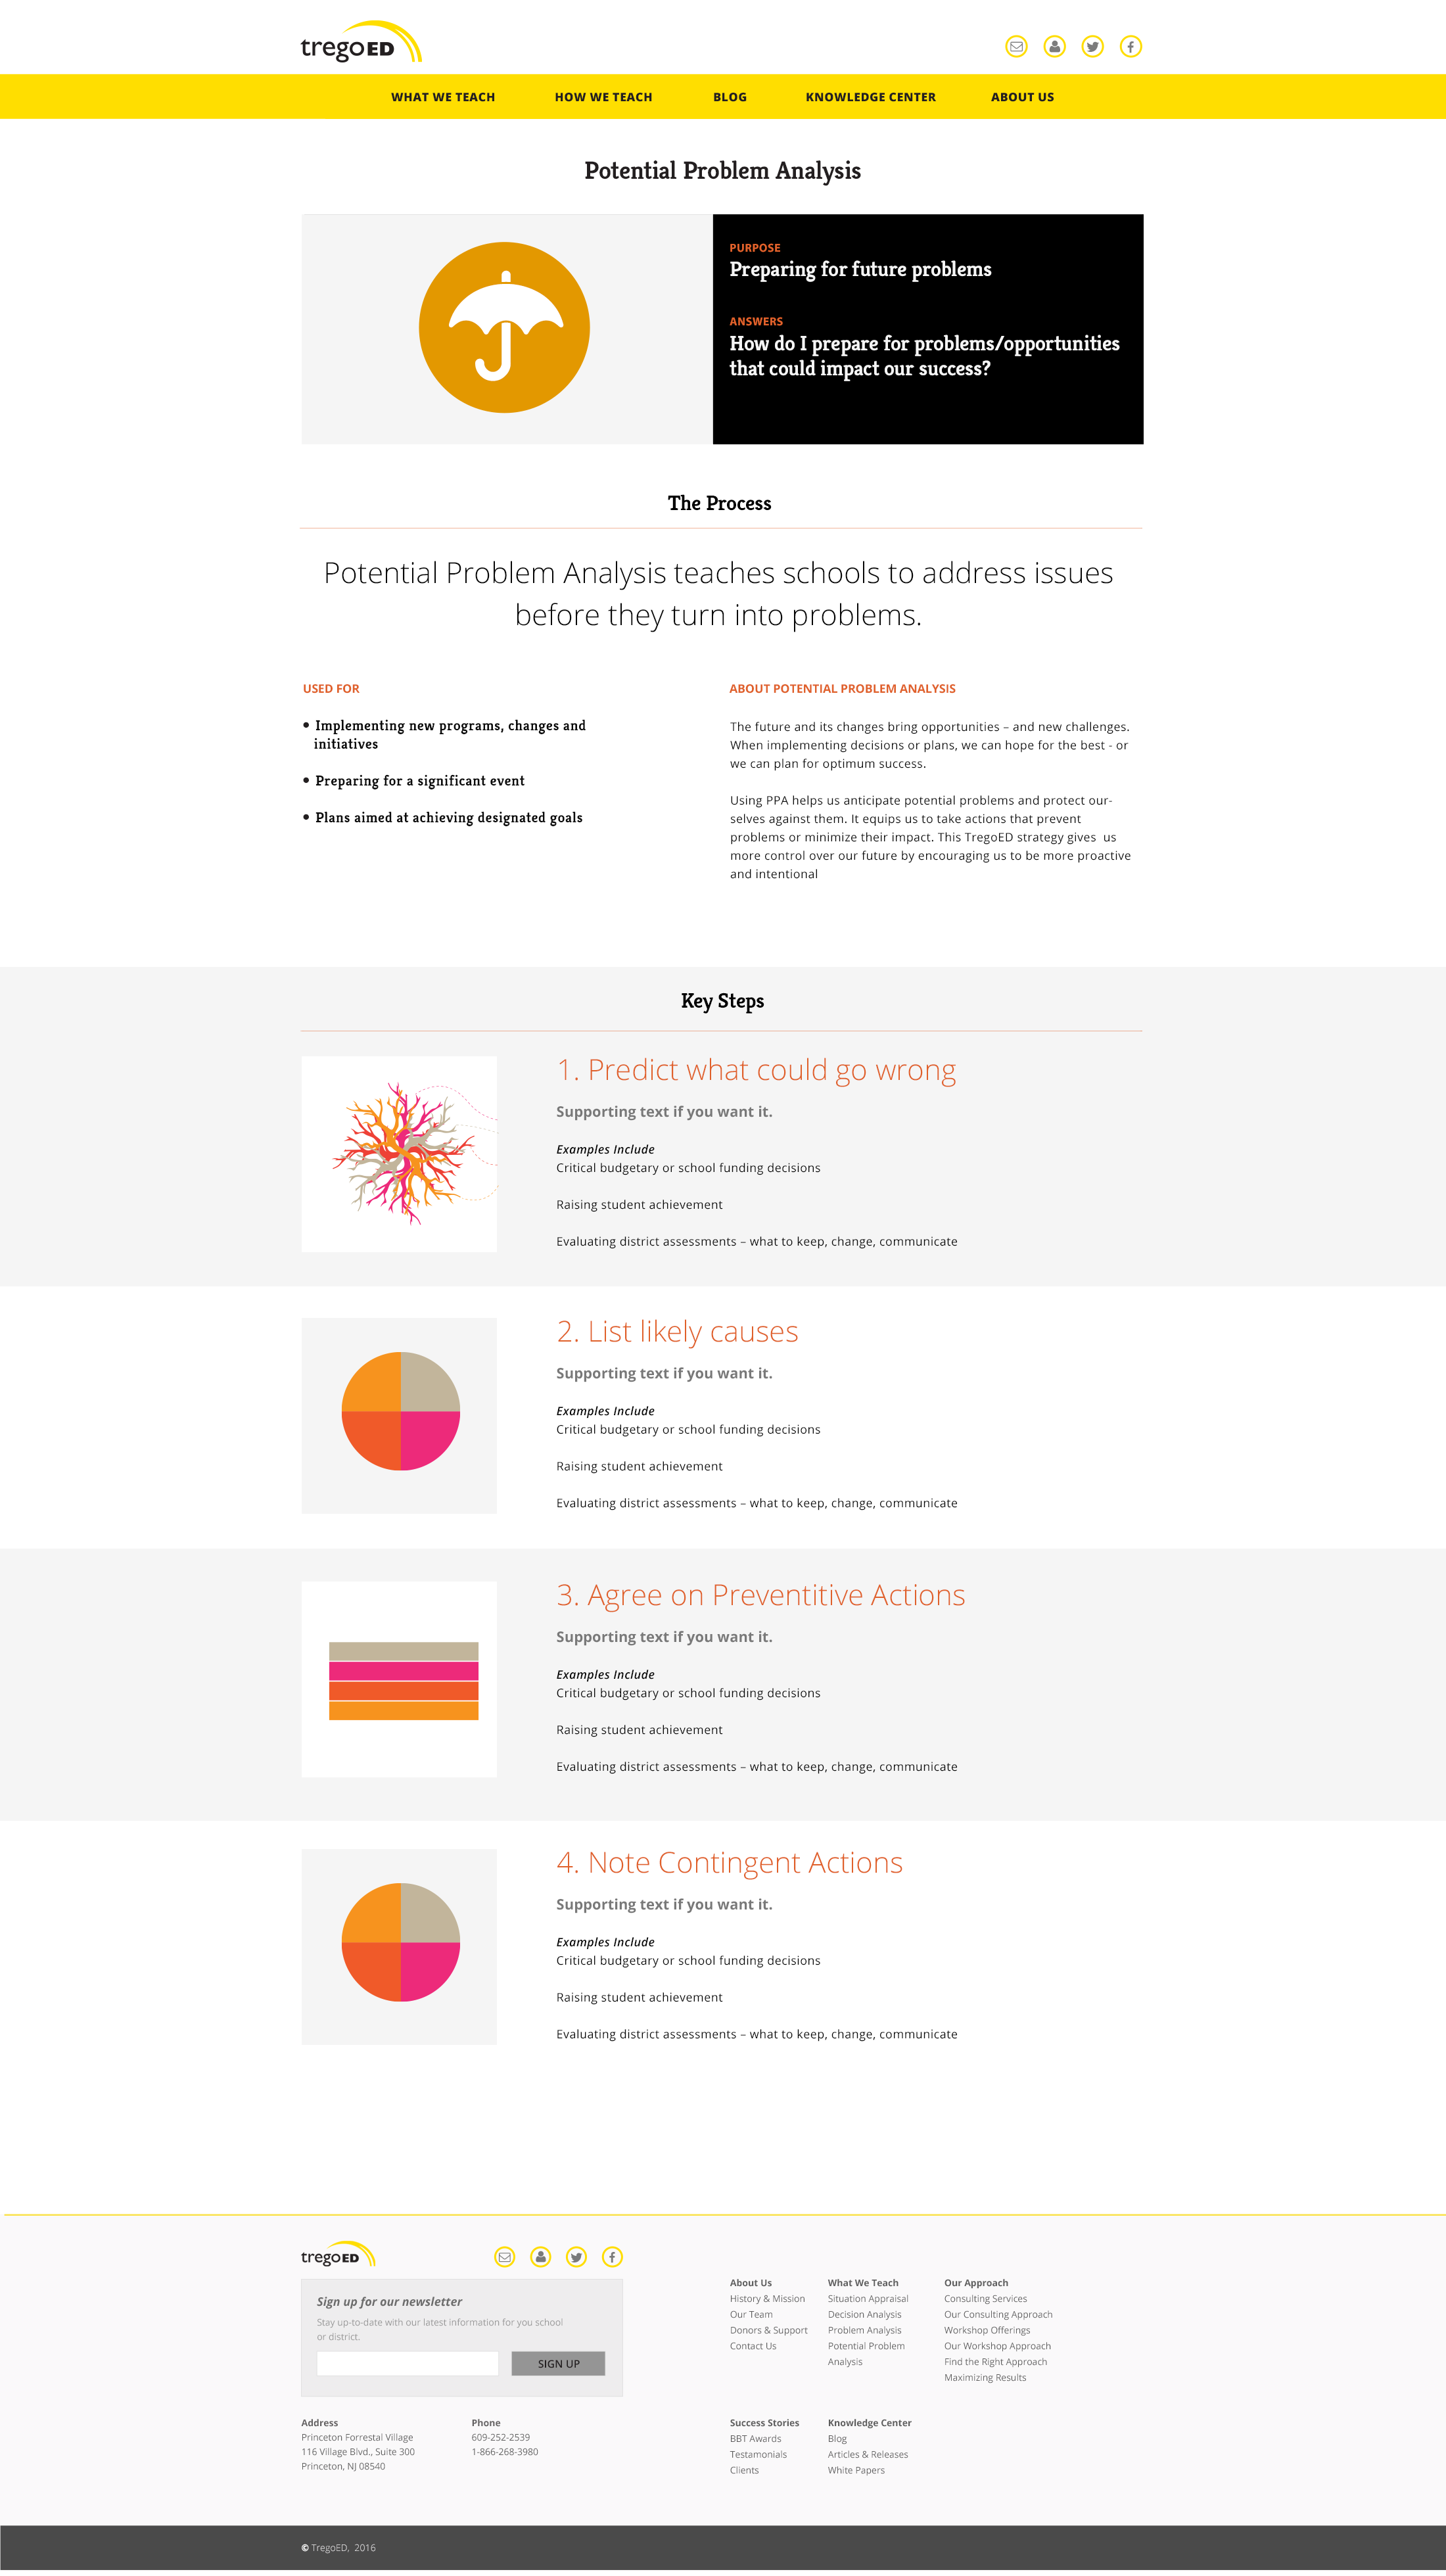 tregoED
WHAT WE TEACH
HOW WE TEACH
BLOG
KNOWLEDGE CENTER
ABOUT US
Potential Problem Analysis
PURPOSE
Preparing for future problems
ANSWERS
How do I prepare for problems/opportunities
that could impact our success?
The Process
Potential Problem Analysis teaches schools to address issues
before they turn into problems.
USED FOR
• Implementing new programs, changes and
initiatives
• Preparing for a significant event
• Plans aimed at achieving designated goals
ABOUT POTENTIAL PROBLEM ANALYSIS
The future and its changes bring opportunities – and new challenges.
When implementing decisions or plans, we can hope for the best - or
we can plan for optimum success.
Using PPA helps us anticipate potential problems and protect our-
selves against them. It equips us to take actions that prevent
problems or minimize their impact. This TregoED strategy gives us
more control over our future by encouraging us to be more proactive
and intentional
Key Steps
1. Predict what could go wrong
Supporting text if you want it.
Examples Include
Critical budgetary or school funding decisions
Raising student achievement
Evaluating district assessments – what to keep, change, communicate
2. List likely causes
Supporting text if you want it.
Examples Include
Critical budgetary or school funding decisions
Raising student achievement
Evaluating district assessments – what to keep, change, communicate
3. Agree on Preventitive Actions
Supporting text if you want it.
Examples Include
Critical budgetary or school funding decisions
Raising student achievement
Evaluating district assessments – what to keep, change, communicate
4. Note Contingent Actions
Supporting text if you want it.
Examples Include
Critical budgetary or school funding decisions
Raising student achievement
Evaluating district assessments – what to keep, change, communicate
tregoED
Sign up for our newsletter
Stay up-to-date with our latest information for you school
or district.
SIGN UP
Address
Princeton Forrestal Village
116 Village Blvd., Suite 300
Princeton, NJ 08540
Phone
609-252-2539
1-866-268-3980
About Us
History & Mission
Our Team
Donors & Support
Contact Us
What We Teach
Situation Appraisal
Decision Analysis
Problem Analysis
Potential Problem
Analysis
Our Approach
Consulting Services
Our Consulting Approach
Workshop Offerings
Our Workshop Approach
Find the Right Approach
Maximizing Results
Success Stories
BBT Awards
Testamonials
Clients
Knowledge Center
Blog
Articles & Releases
White Papers
© TregoED, 2016